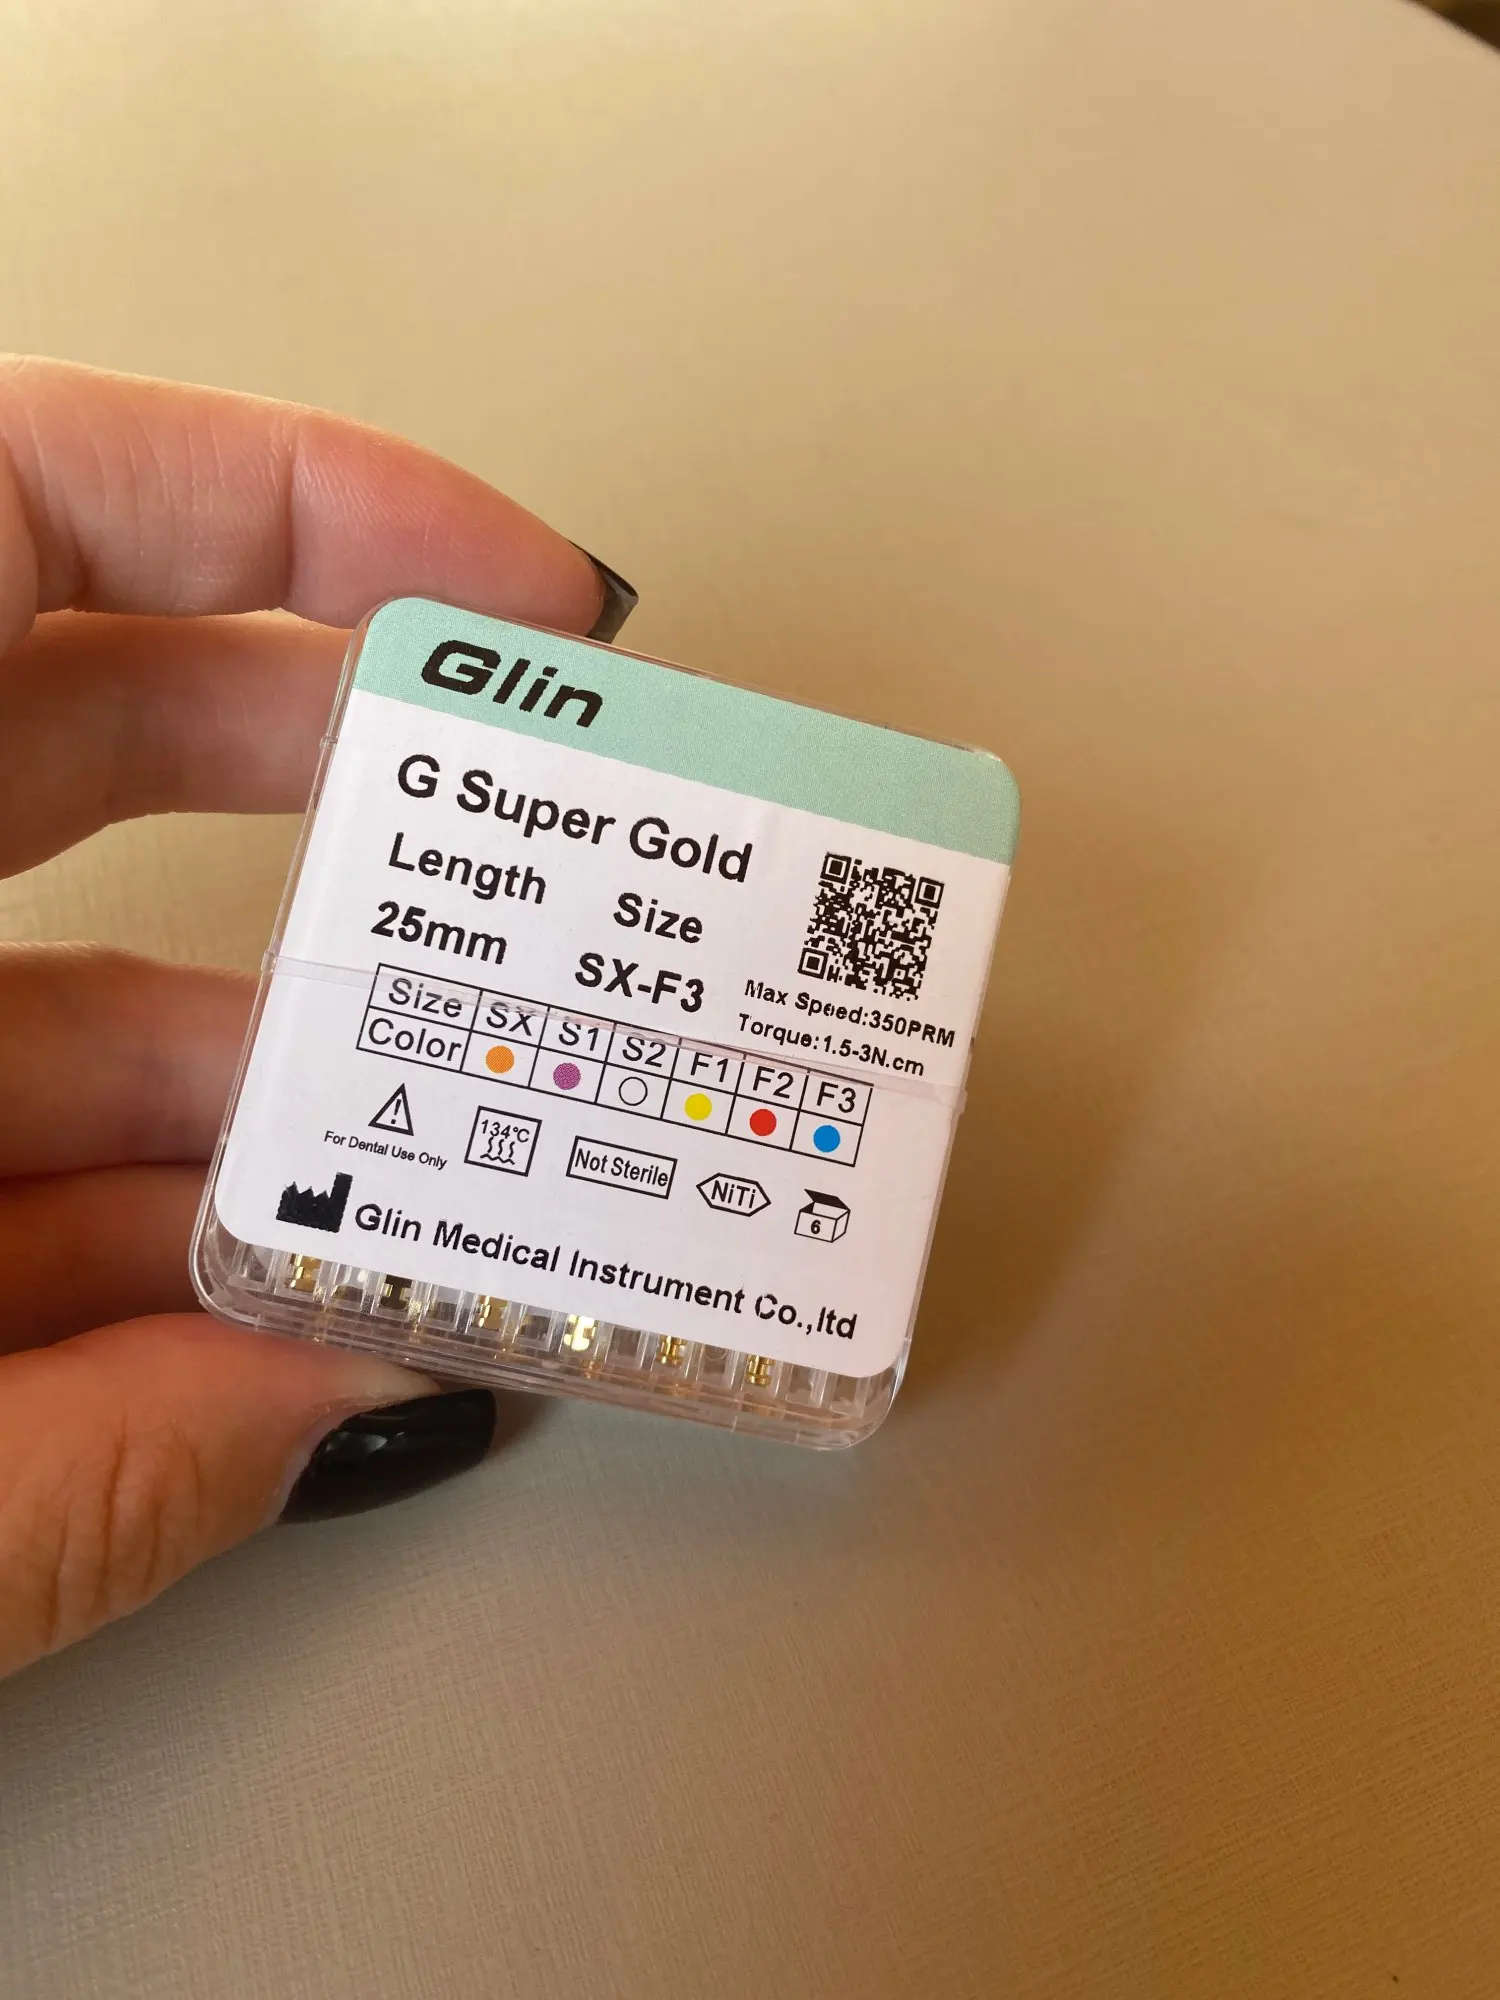 Glin
G Super Gold
Length Size
25mm SX-F3
Max Speed:350PRM
Torque:1.5-3N.cm
Size SX S1 S2 F1 F2 F3
Color
For Dental Use Only
134°C
Not Sterile
NiTi
6
Glin Medical Instrument Co.,ltd